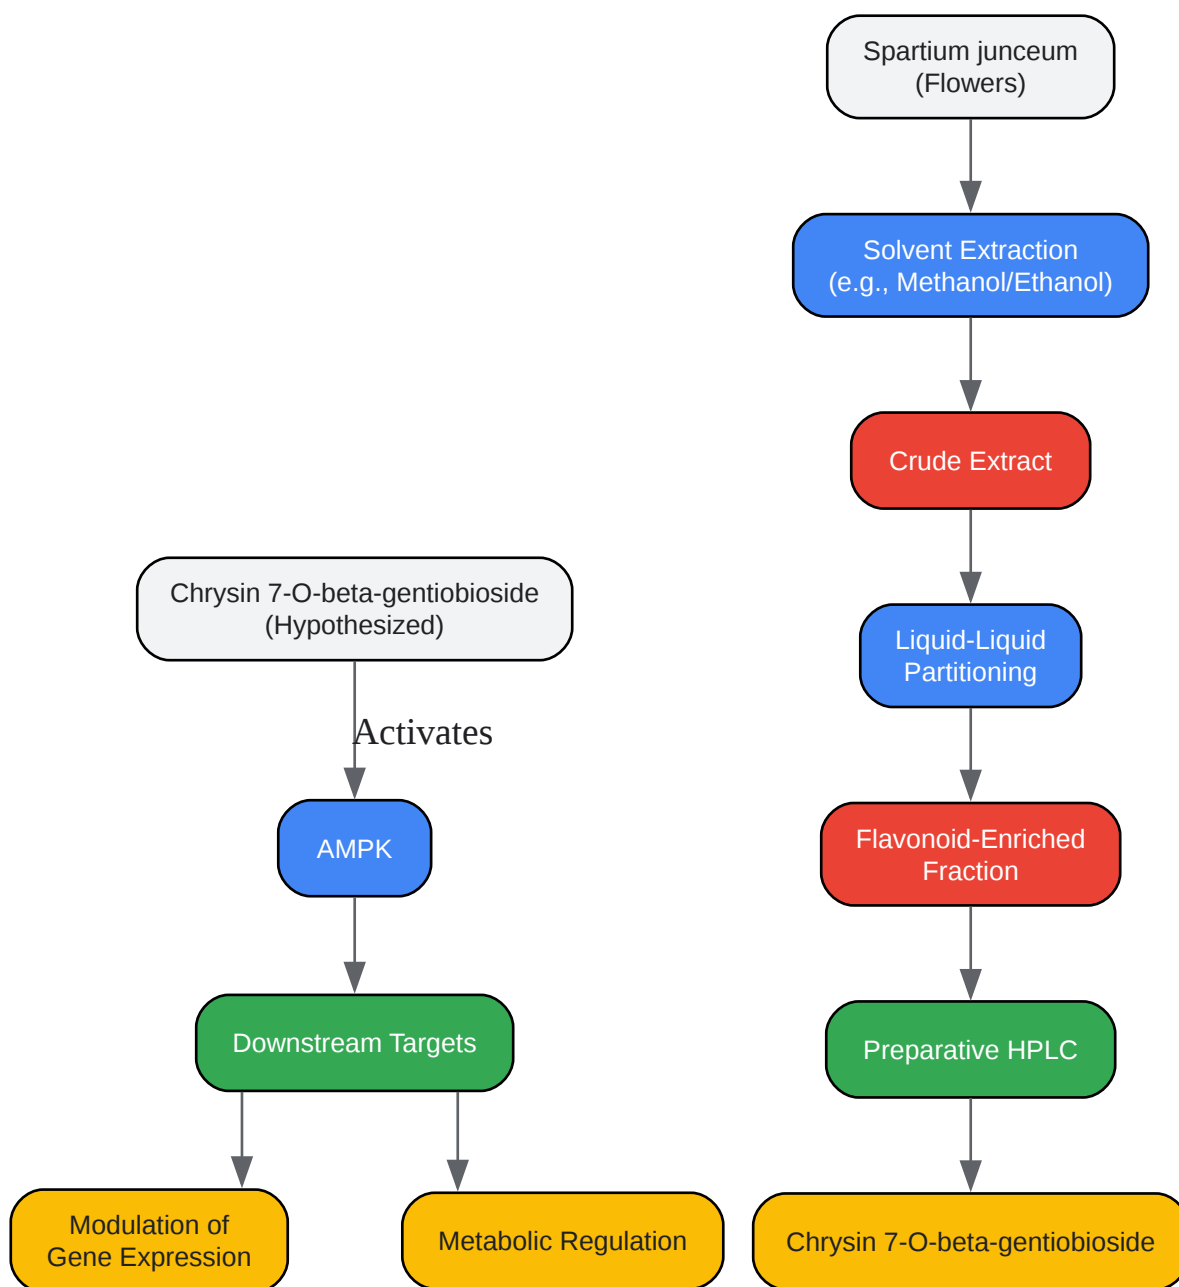 Spartium junceum
(Flowers)
Solvent Extraction
(e.g., Methanol/Ethanol)
Crude Extract
Liquid-Liquid
Partitioning
Flavonoid-Enriched
Fraction
Preparative HPLC
Chrysin 7-O-beta-gentiobioside
Chrysin 7-O-beta-gentiobioside
(Hypothesized)
Activates
AMPK
Downstream Targets
Modulation of
Gene Expression
Metabolic Regulation